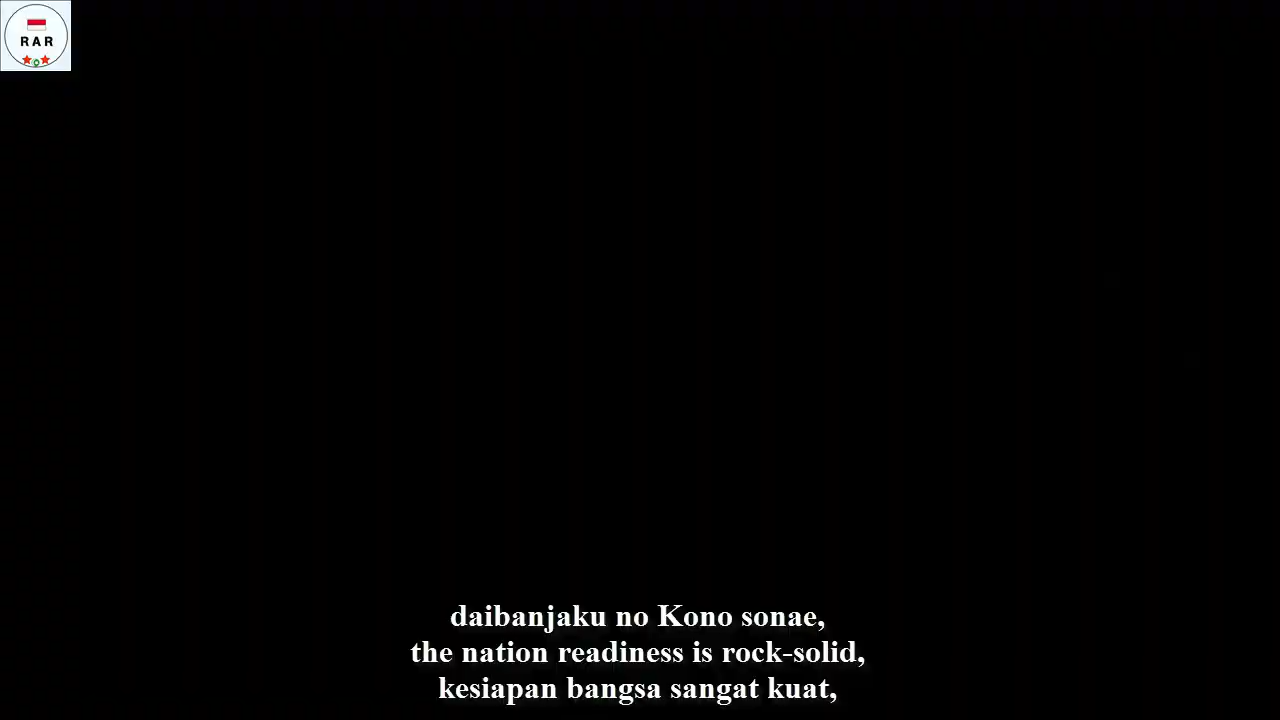 RAR
daibanjaku no Kono sonae,
the nation readiness is rock-solid,
kesiapan bangsa sangat kuat,